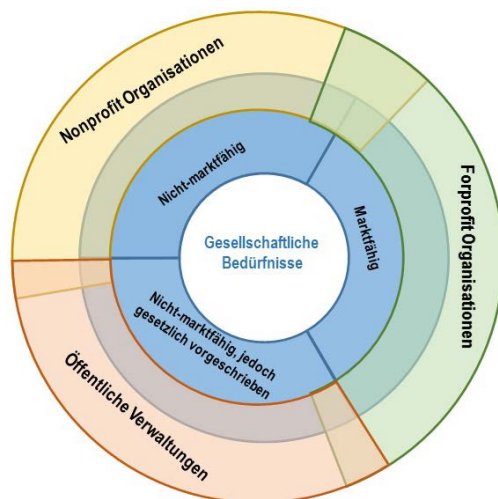 Nonprofit Organisationen
Nicht-marktfähig
Gesellschaftliche
Bedürfnisse
Marktfähig
Forprofit Organisationen
Nicht-marktfähig, jedoch
gesetzlich vorgeschrieben
Öffentliche Verwaltungen